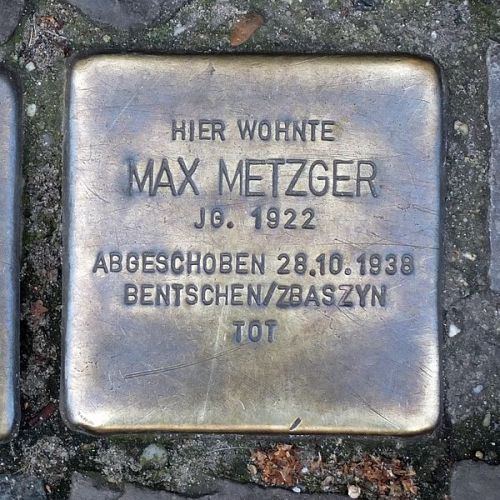 HIER WOHNTE
MAX METZGER
JG. 1922
ABGESCHOBEN 28.10.1938
BENTSCHEN/ZBASZYN
TOT